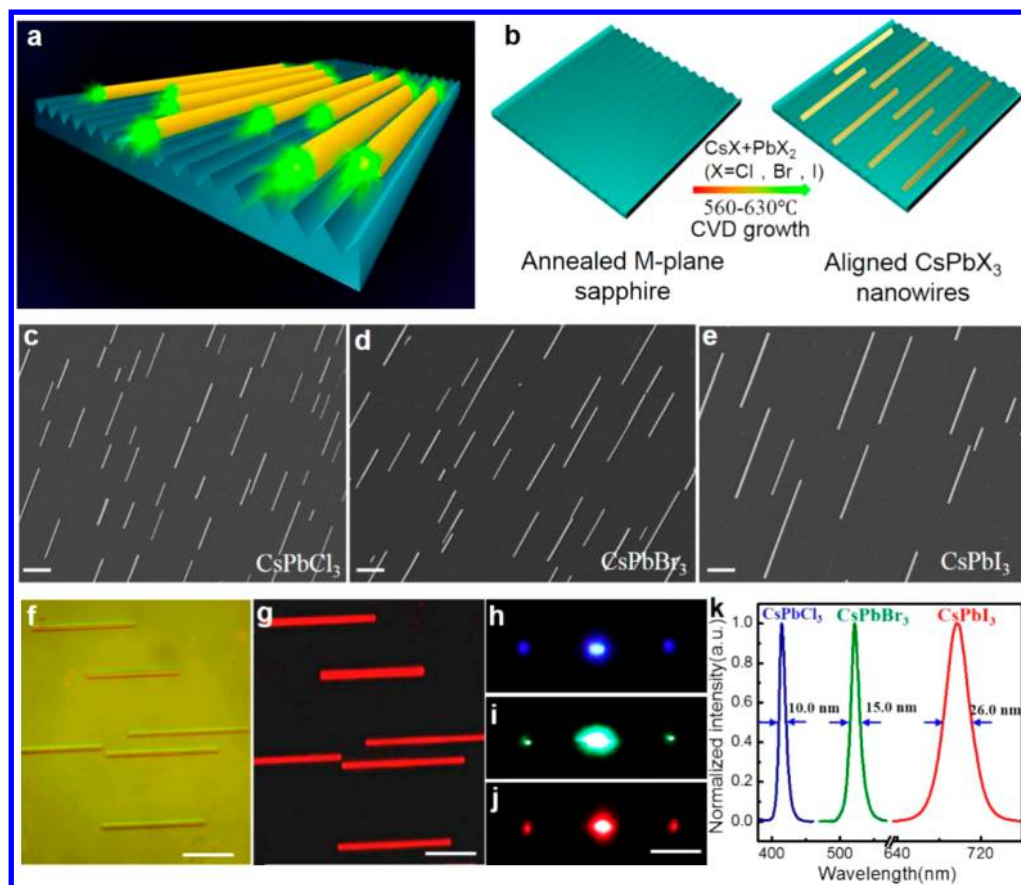 a
b
CsX+PbX₂
(X=Cl , Br , I)
560-630℃
CVD growth
Annealed M-plane
sapphire
Aligned CsPbX₃
nanowires
c
CsPbCl₃
d
CsPbBr₃
e
CsPbI₃
f
g
h
i
j
k
CsPbCl₃ CsPbBr₃ CsPbI₃
Normalized intensity(a.u.)
1.0
0.8
0.6
0.4
0.2
0.0
10.0 nm 15.0 nm 26.0 nm
400 500 640 720
Wavelength(nm)